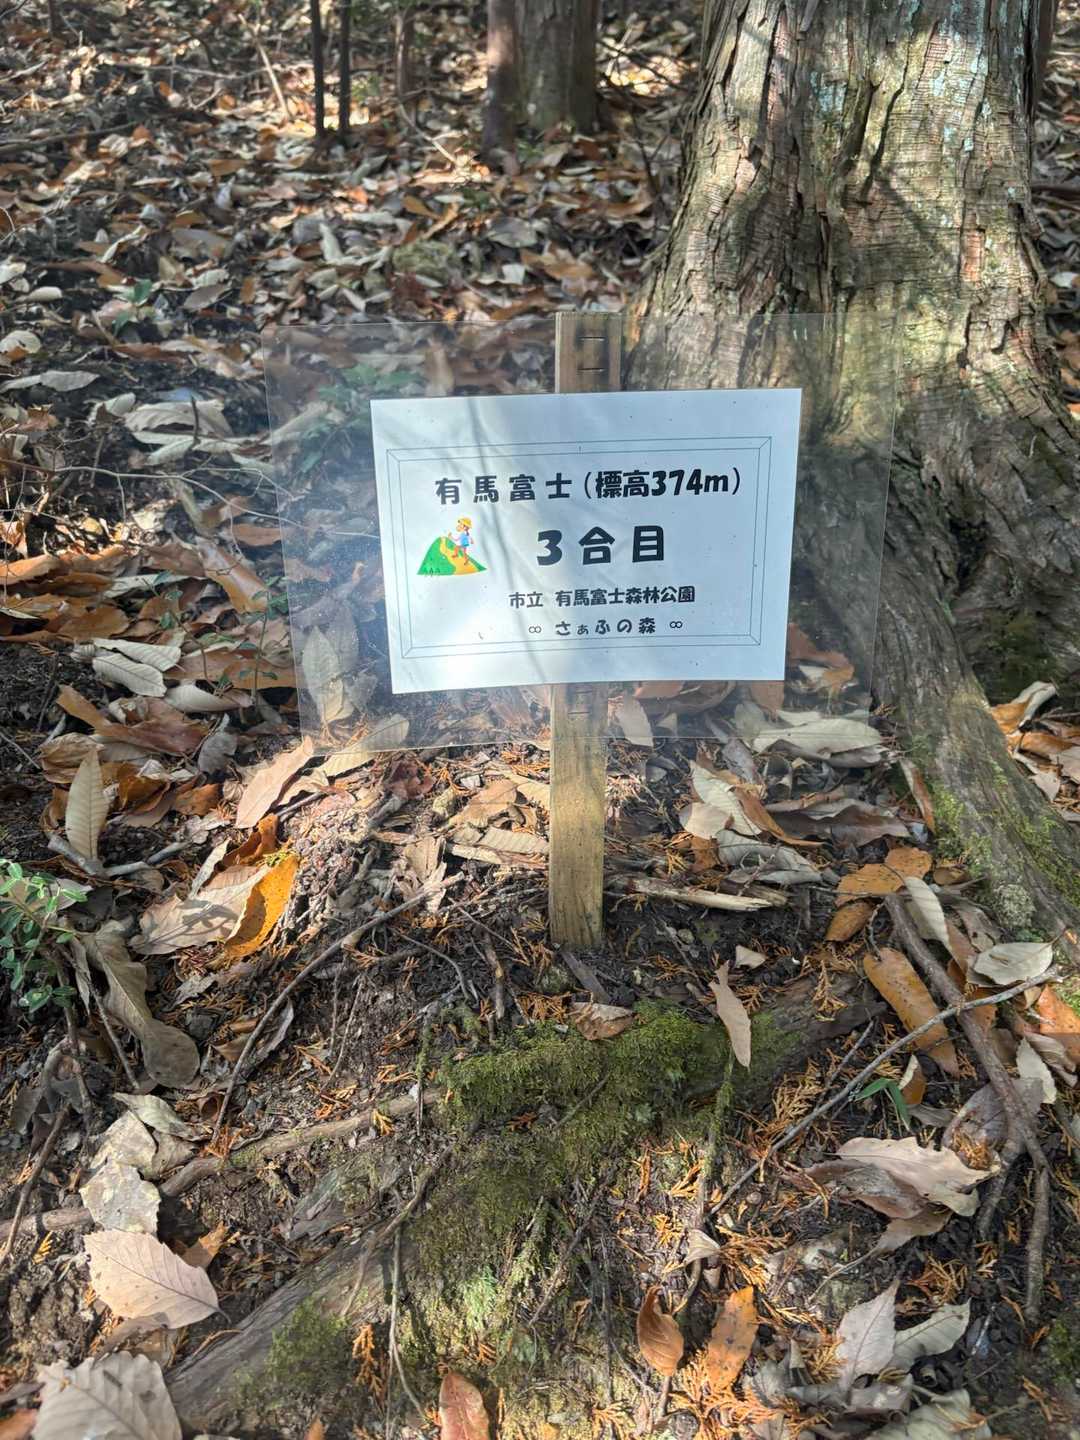 有馬富士(標高374m)
3合目
市立 有馬富士森林公園
∞ さぁふの森 ∞